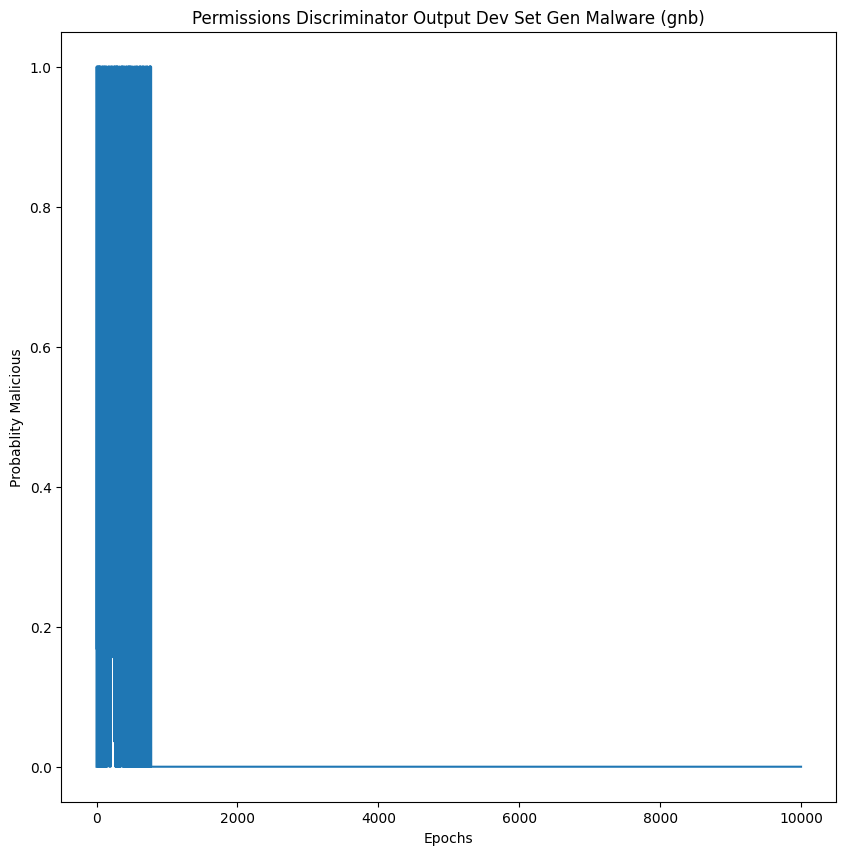 Permissions Discriminator Output Dev Set Gen Malware (gnb)
1.0
0.8
0.6
0.4
0.2
0.0
Probablity Malicious
0 2000 4000 6000 8000 10000
Epochs